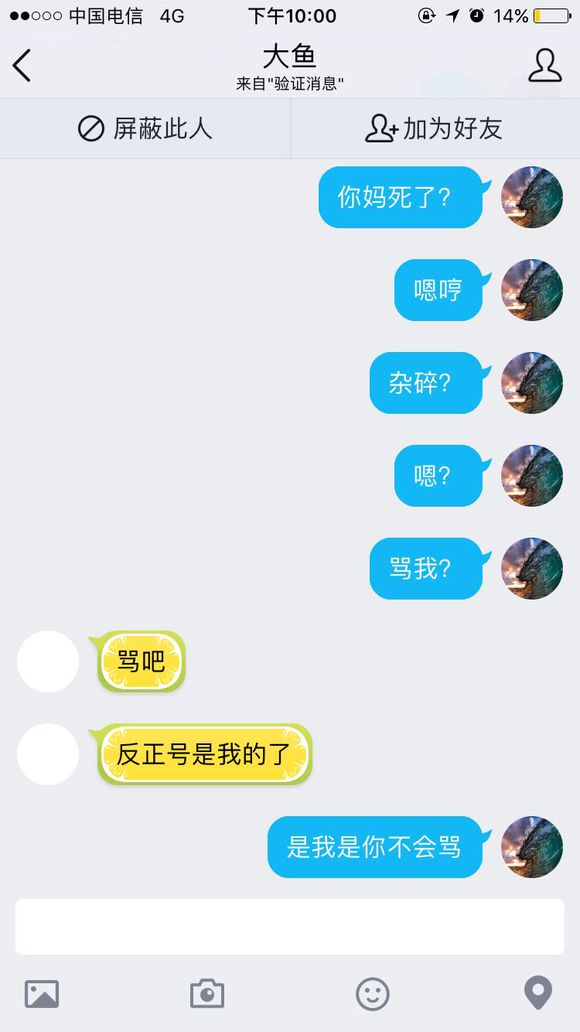 中国电信 4G 下午10:00 14%
大鱼
来自"验证消息"
屏蔽此人 加为好友
你妈死了?
嗯哼
杂碎?
嗯?
骂我?
骂吧
反正号是我的了
是我是你不会骂